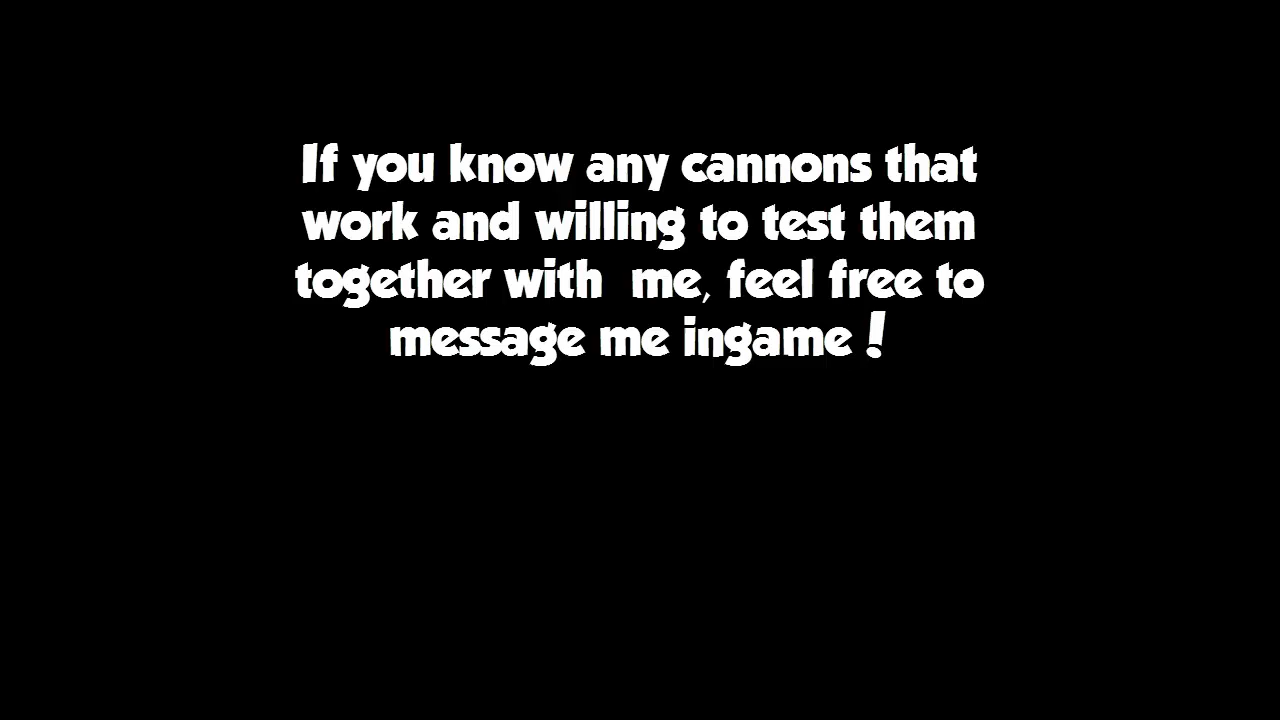 If you know any cannons that
work and willing to test them
together with  me, feel free to
message me ingame!